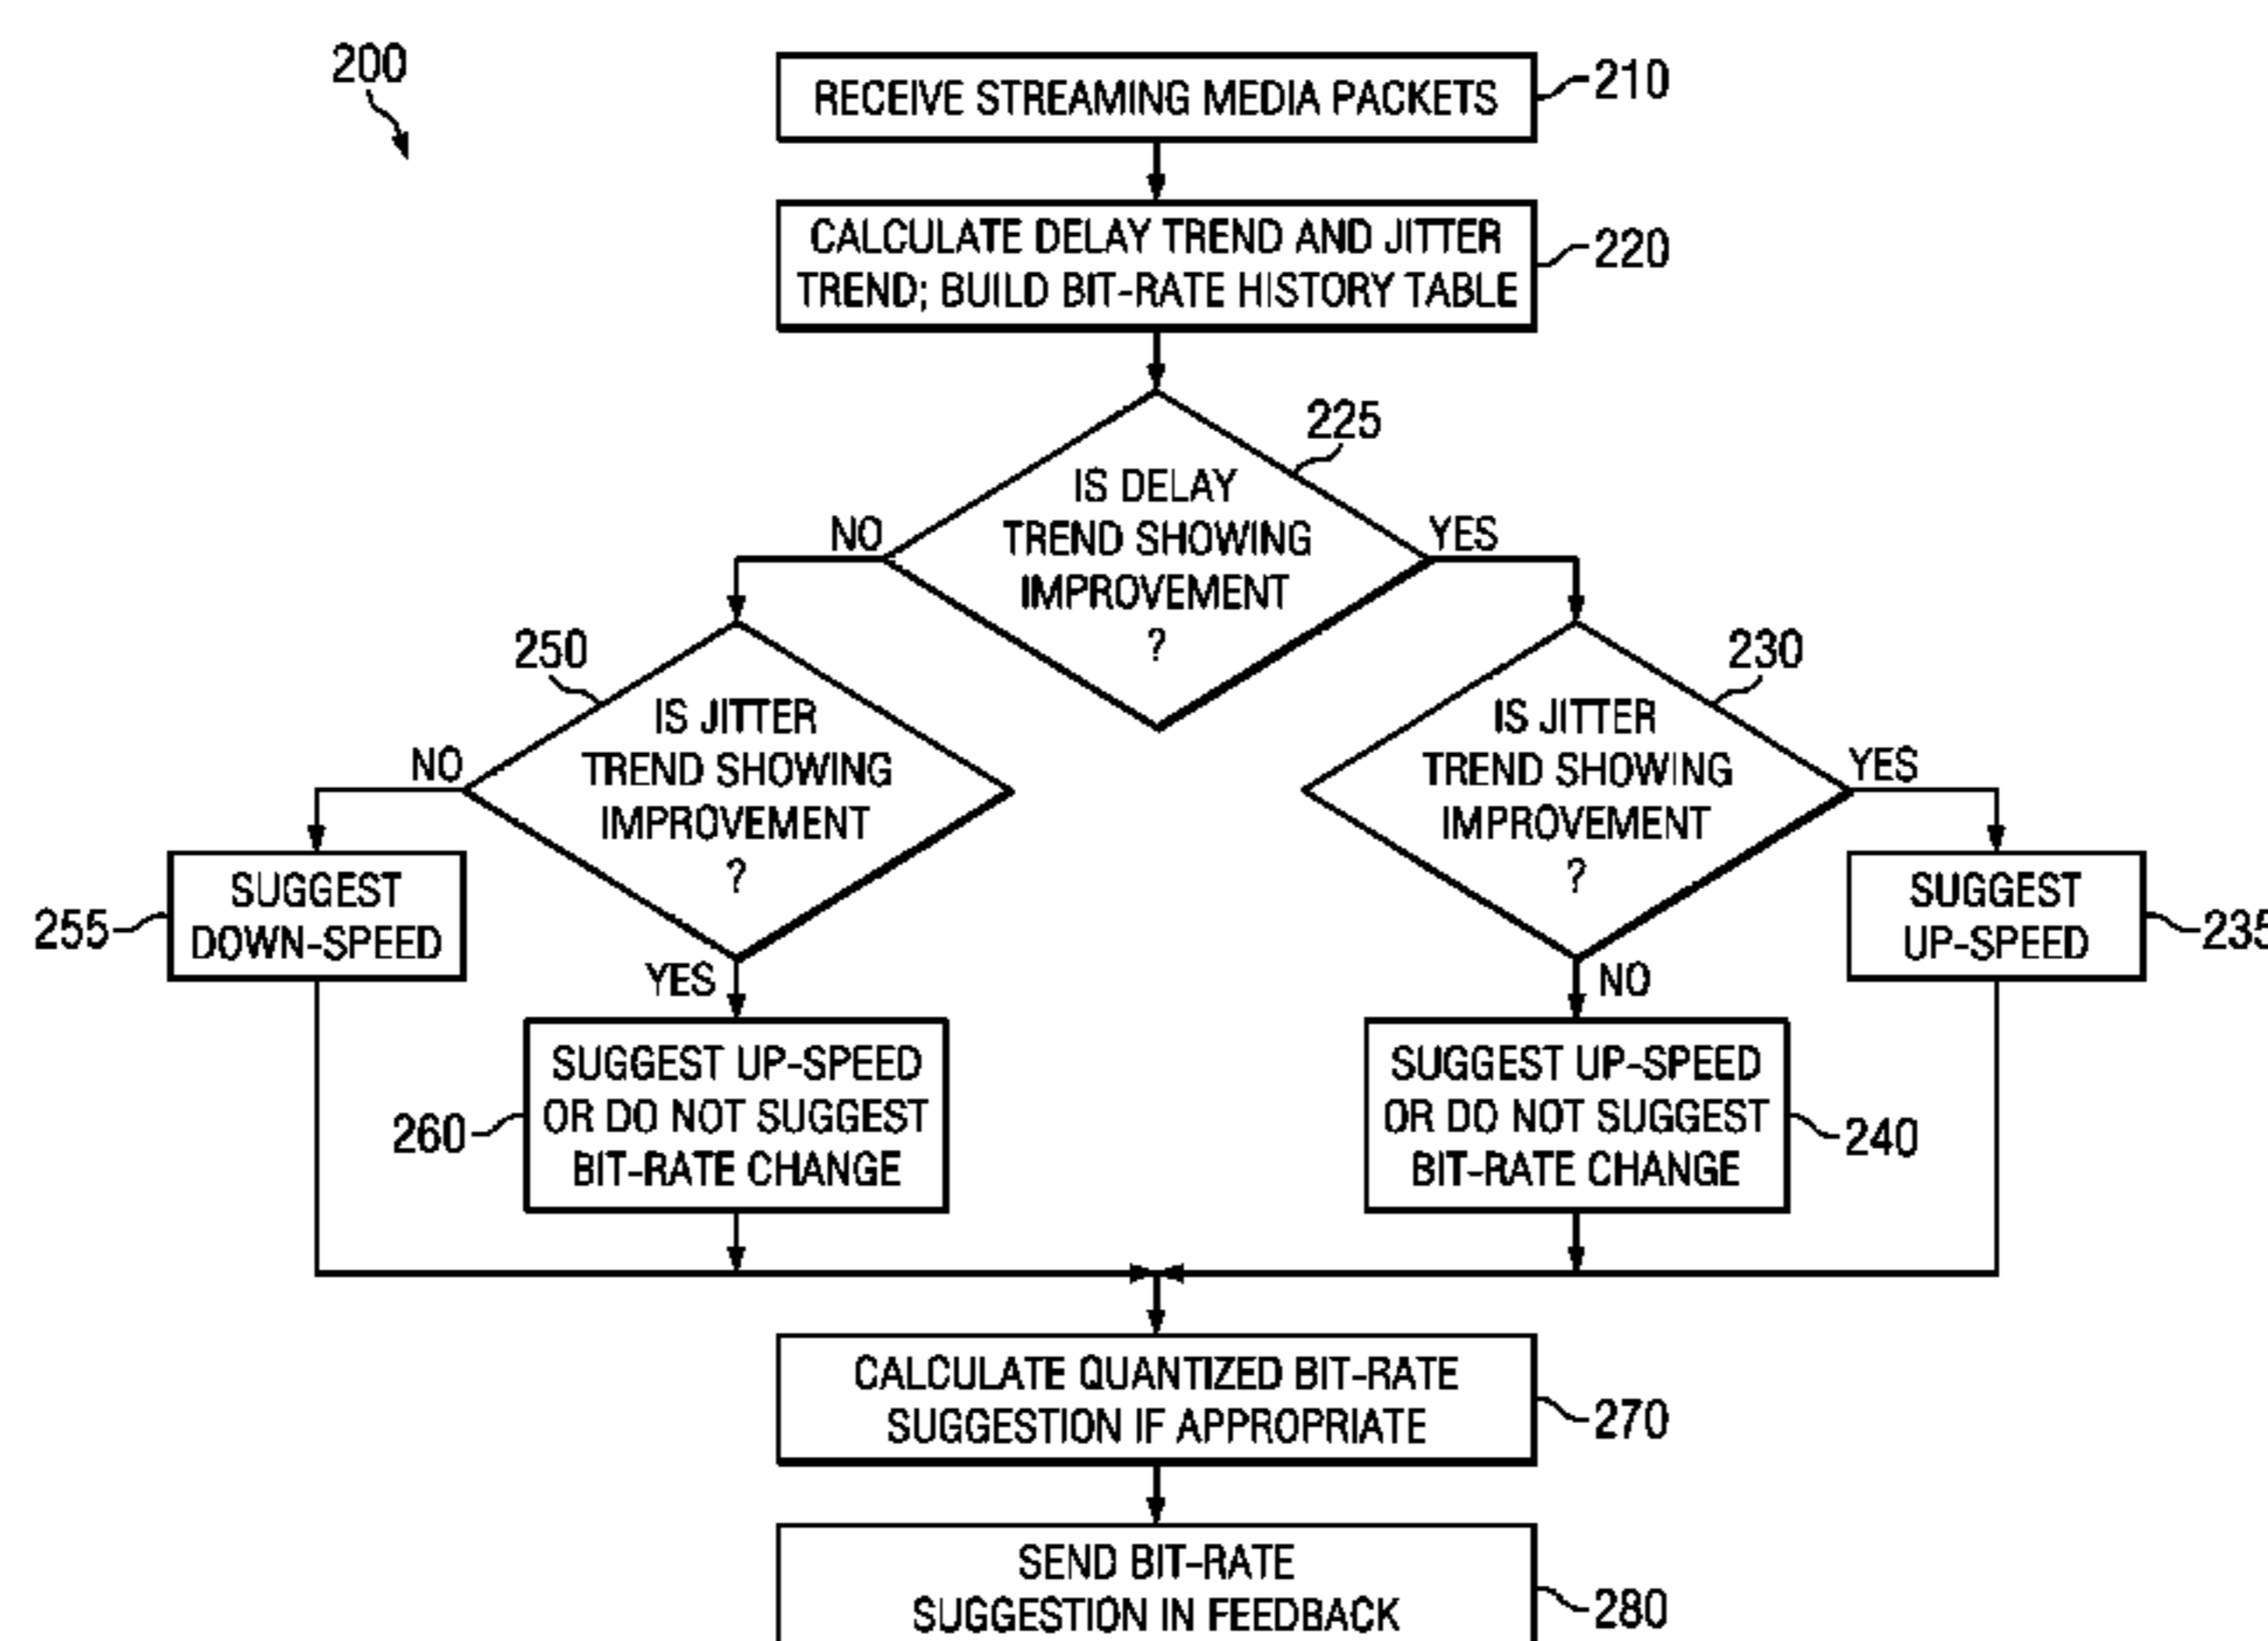 200
RECEIVE STREAMING MEDIA PACKETS
210
CALCULATE DELAY TREND AND JITTER
TREND; BUILD BIT-RATE HISTORY TABLE
220
225
IS DELAY
TREND SHOWING
IMPROVEMENT
?
NO
YES
250
IS JITTER
TREND SHOWING
IMPROVEMENT
?
NO
YES
230
IS JITTER
TREND SHOWING
IMPROVEMENT
?
YES
NO
255
SUGGEST
DOWN-SPEED
SUGGEST
UP-SPEED
235
260
SUGGEST UP-SPEED
OR DO NOT SUGGEST
BIT-RATE CHANGE
SUGGEST UP-SPEED
OR DO NOT SUGGEST
BIT-RATE CHANGE
240
CALCULATE QUANTIZED BIT-RATE
SUGGESTION IF APPROPRIATE
270
SEND BIT-RATE
SUGGESTION IN FEEDBACK
280